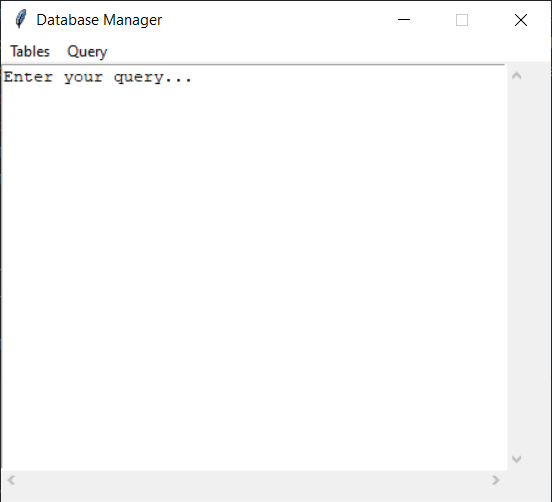 Database Manager
Tables Query
Enter your query...